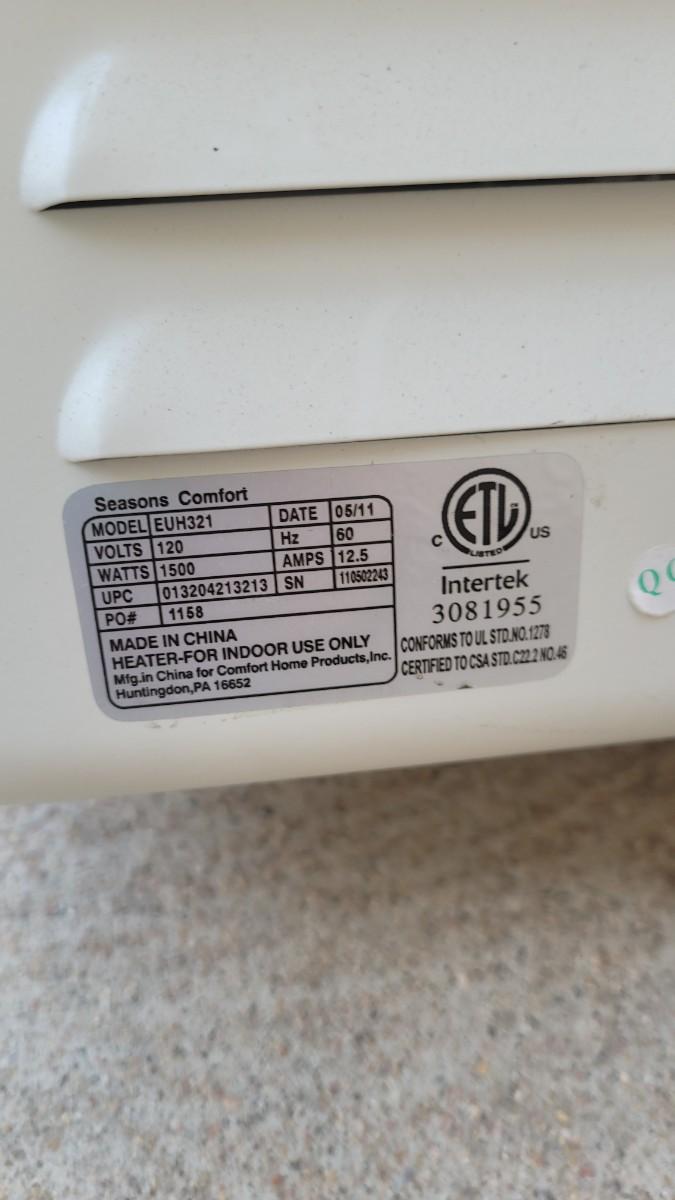 Seasons Comfort
MODEL EUH321 DATE 05/11
VOLTS 120 Hz 60
WATTS 1500 AMPS 12.5
UPC 013204213213 SN 110502243
PO# 1158
MADE IN CHINA
HEATER-FOR INDOOR USE ONLY
Mfg.in China for Comfort Home Products,Inc.
Huntingdon,PA 16652
ETL
C LISTED US
Intertek
3081955
CONFORMS TO UL STD.NO.1278
CERTIFIED TO CSA STD.C22.2 NO.46